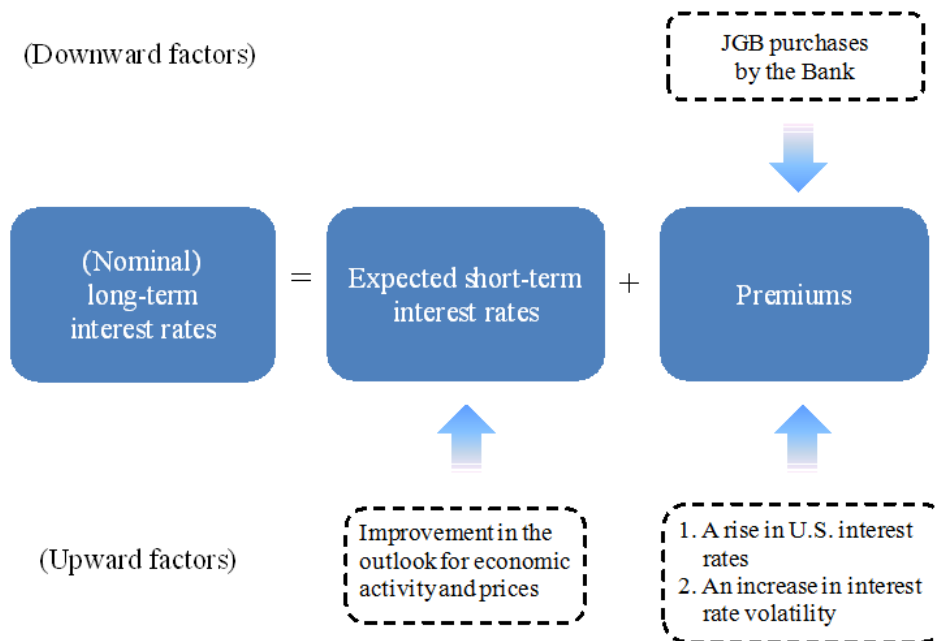 (Downward factors)
JGB purchases
by the Bank
(Nominal)
long-term
interest rates
=
Expected short-term
interest rates
+
Premiums
(Upward factors)
Improvement in the
outlook for economic
activity and prices
1. A rise in U.S. interest
rates
2. An increase in interest
rate volatility